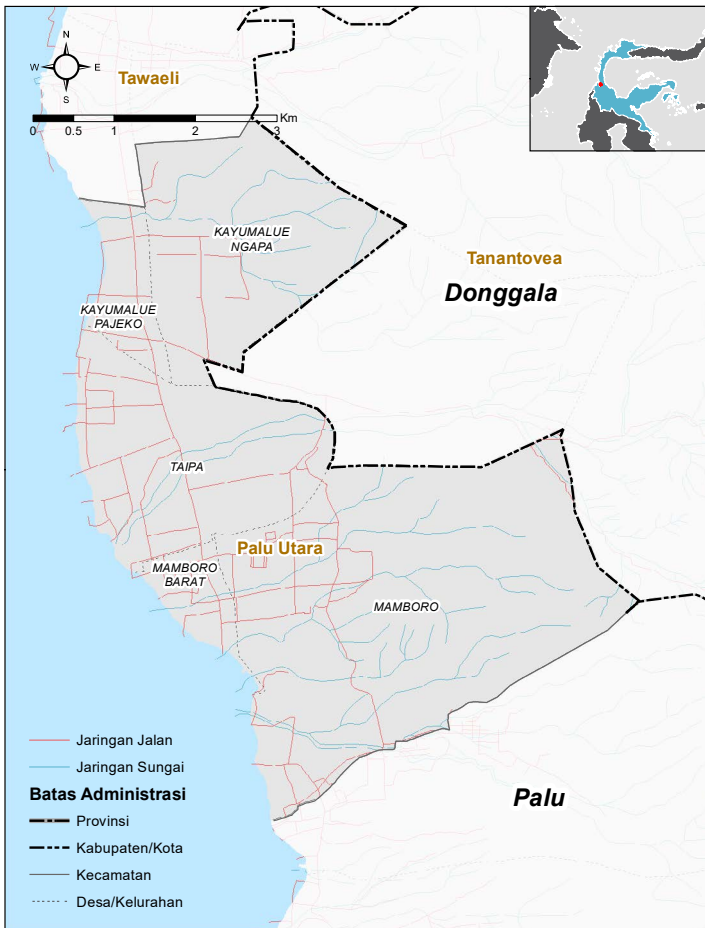 N
W
E
S
Tawaeli
Km
0
0.5
1
2
3
KAYUMALUE
NGAPA
Tanantovea
Donggala
KAYUMALUE
PAJEKO
TAIPA
Palu Utara
MAMBORO
BARAT
MAMBORO
Jaringan Jalan
Jaringan Sungai
Batas Administrasi
Provinsi
Kabupaten/Kota
Kecamatan
Desa/Kelurahan
Palu